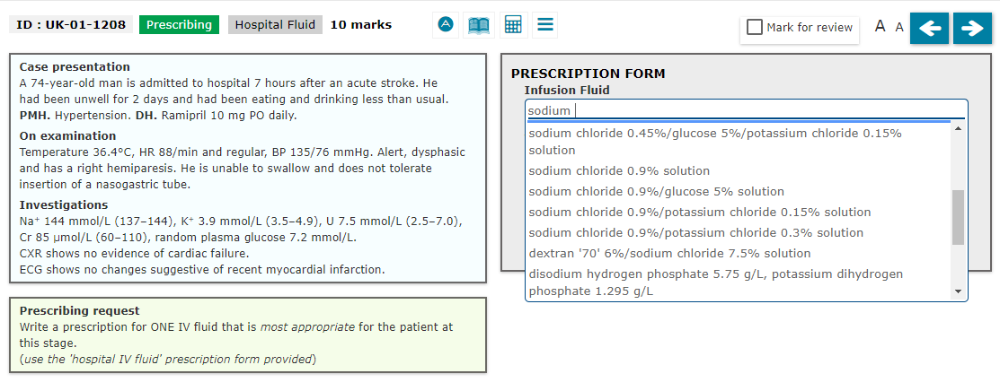 ID : UK-01-1208 Prescribing Hospital Fluid 10 marks A Mark for review A A
Case presentation
A 74-year-old man is admitted to hospital 7 hours after an acute stroke. He
had been unwell for 2 days and had been eating and drinking less than usual.
PMH. Hypertension. DH. Ramipril 10 mg PO daily.
On examination
Temperature 36.4°C, HR 88/min and regular, BP 135/76 mmHg. Alert, dysphasic
and has a right hemiparesis. He is unable to swallow and does not tolerate
insertion of a nasogastric tube.
Investigations
Na⁺ 144 mmol/L (137–144), K⁺ 3.9 mmol/L (3.5–4.9), U 7.5 mmol/L (2.5–7.0),
Cr 85 µmol/L (60–110), random plasma glucose 7.2 mmol/L.
CXR shows no evidence of cardiac failure.
ECG shows no changes suggestive of recent myocardial infarction.
Prescribing request
Write a prescription for ONE IV fluid that is most appropriate for the patient at
this stage.
(use the 'hospital IV fluid' prescription form provided)
PRESCRIPTION FORM
Infusion Fluid
sodium
sodium chloride 0.45%/glucose 5%/potassium chloride 0.15%
solution
sodium chloride 0.9% solution
sodium chloride 0.9%/glucose 5% solution
sodium chloride 0.9%/potassium chloride 0.15% solution
sodium chloride 0.9%/potassium chloride 0.3% solution
dextran '70' 6%/sodium chloride 7.5% solution
disodium hydrogen phosphate 5.75 g/L, potassium dihydrogen
phosphate 1.295 g/L